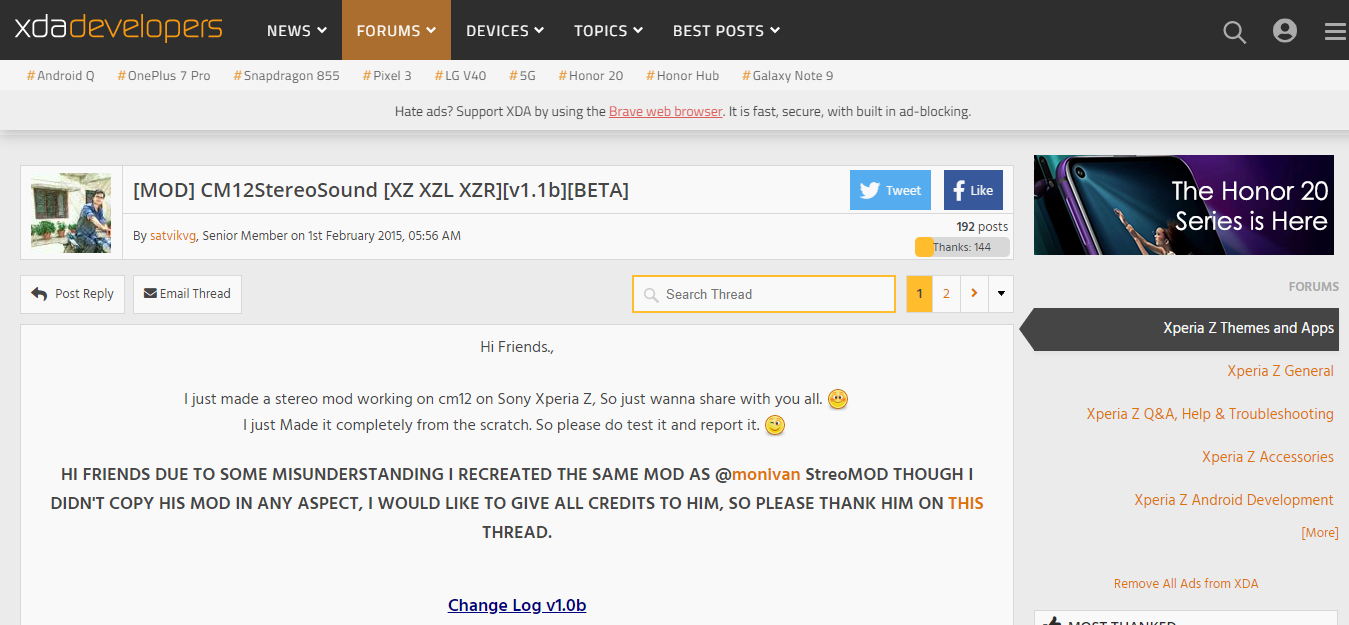 xdadevelopers NEWS FORUMS DEVICES TOPICS BEST POSTS
#Android Q #OnePlus 7 Pro #Snapdragon 855 #Pixel 3 #LG V40 #5G #Honor 20 #Honor Hub #Galaxy Note 9
Hate ads? Support XDA by using the Brave web browser. It is fast, secure, with built in ad-blocking.
[MOD] CM12StereoSound [XZ XZL XZR][v1.1b][BETA]
Tweet
Like
By satvikvg, Senior Member on 1st February 2015, 05:56 AM
192 posts
Thanks: 144
Post Reply
Email Thread
Search Thread
1
2
Hi Friends.,
I just made a stereo mod working on cm12 on Sony Xperia Z, So just wanna share with you all.
I just Made it completely from the scratch. So please do test it and report it.
HI FRIENDS DUE TO SOME MISUNDERSTANDING I RECREATED THE SAME MOD AS @monivan StreoMOD THOUGH I
DIDN'T COPY HIS MOD IN ANY ASPECT, I WOULD LIKE TO GIVE ALL CREDITS TO HIM, SO PLEASE THANK HIM ON THIS
THREAD.
Change Log v1.0b
The Honor 20
Series is Here
FORUMS
Xperia Z Themes and Apps
Xperia Z General
Xperia Z Q&A, Help & Troubleshooting
Xperia Z Accessories
Xperia Z Android Development
[More]
Remove All Ads from XDA
MOST THANKED